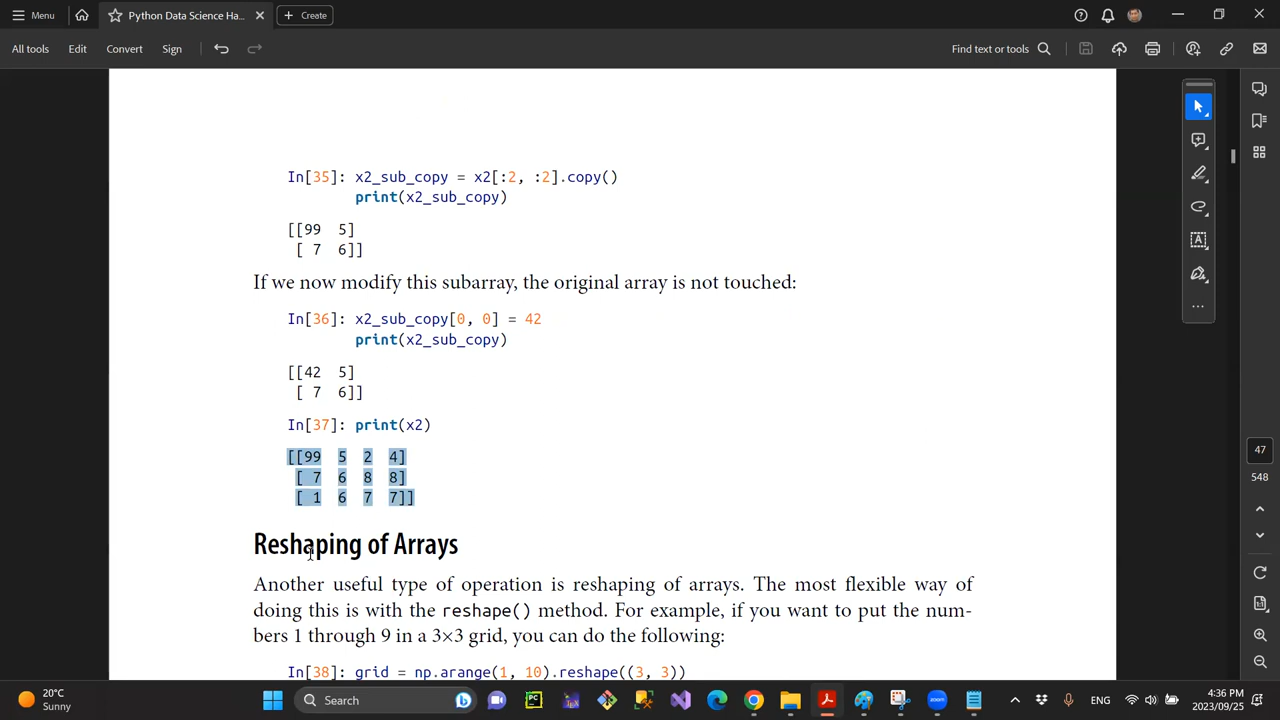 Menu
Python Data Science Ha...
Create
All tools Edit Convert Sign
Find text or tools
In[35]: x2_sub_copy = x2[:2, :2].copy()
print(x2_sub_copy)
[[99 5]
[ 7 6]]
If we now modify this subarray, the original array is not touched:
In[36]: x2_sub_copy[0, 0] = 42
print(x2_sub_copy)
[[42 5]
[ 7 6]]
In[37]: print(x2)
[[99 5 2 4]
[ 7 6 8 8]
[ 1 6 7 7]]
Reshaping of Arrays
Another useful type of operation is reshaping of arrays. The most flexible way of
doing this is with the reshape() method. For example, if you want to put the num-
bers 1 through 9 in a 3×3 grid, you can do the following:
In[38]: grid = np.arange(1, 10).reshape((3, 3))
47
548
20°C
Sunny
Search
ENG
4:36 PM
2023/09/25